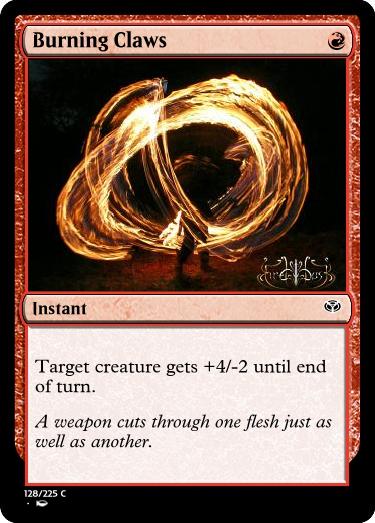 Burning Claws
Instant
Target creature gets +4/-2 until end
of turn.
A weapon cuts through one flesh just as
well as another.
128/225 C